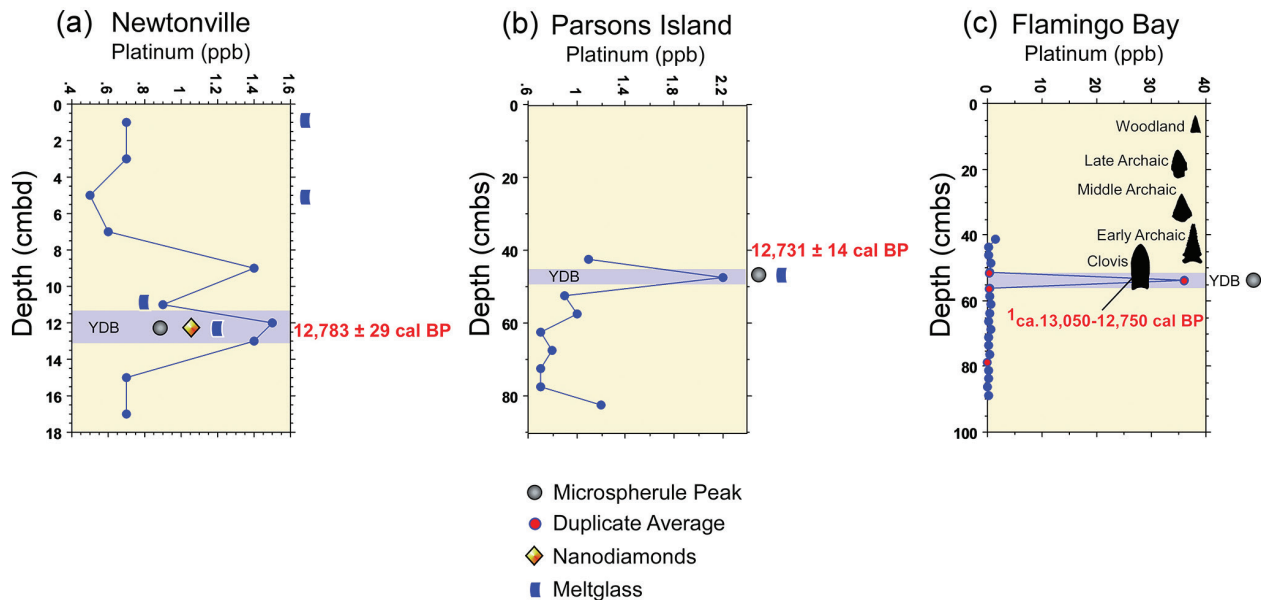 (a) Newtonville
Platinum (ppb)
.4 .6 .8 1 1.2 1.4 1.6
Depth (cmbd)
0
2
4
6
8
10
12
14
16
18
YDB
12,783 ± 29 cal BP
(b) Parsons Island
Platinum (ppb)
.6 1 1.4 1.8 2.2
Depth (cmbs)
0
20
40
60
80
YDB
12,731 ± 14 cal BP
(c) Flamingo Bay
Platinum (ppb)
0 10 20 30 40
Depth (cmbs)
0
20
40
60
80
100
Woodland
Late Archaic
Middle Archaic
Early Archaic
Clovis
YDB
1ca.13,050-12,750 cal BP
Microspherule Peak
Duplicate Average
Nanodiamonds
Meltglass